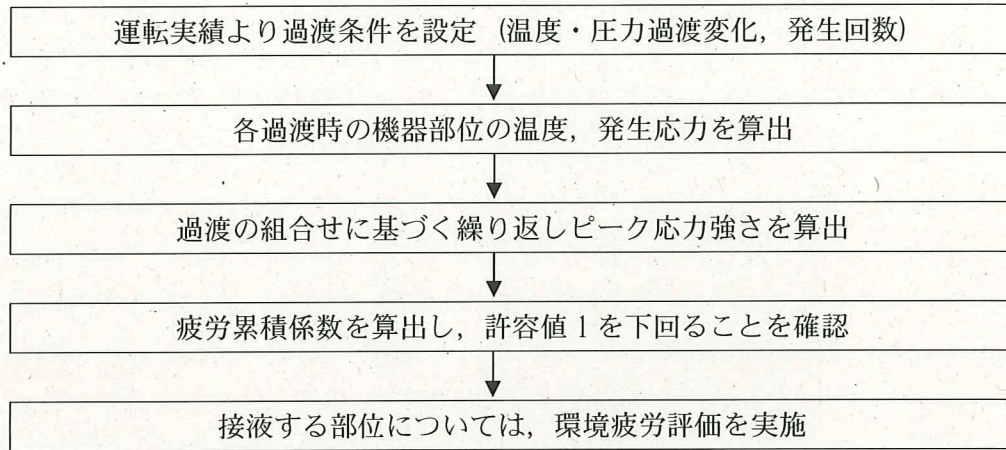 運転実績より過渡条件を設定（温度・圧力過渡変化，発生回数）
各過渡時の機器部位の温度，発生応力を算出
過渡の組合せに基づく繰り返しピーク応力強さを算出
疲労累積係数を算出し，許容値 1 を下回ることを確認
接液する部位については，環境疲労評価を実施